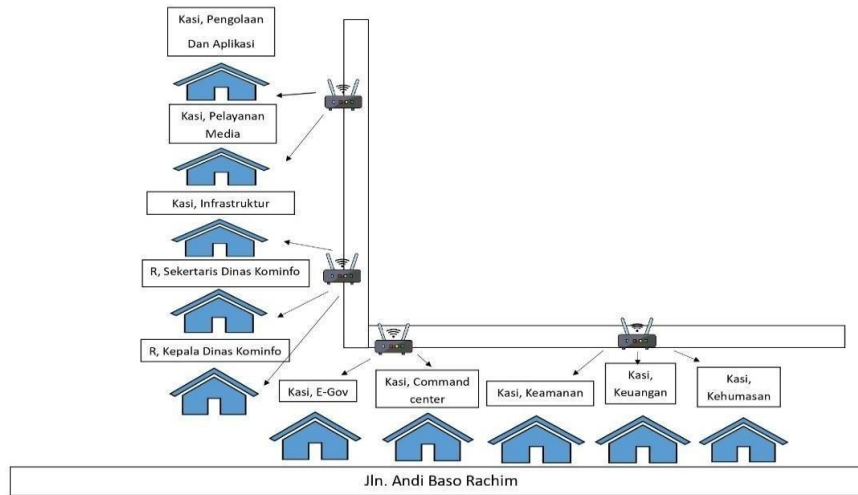 Kasi, Pengolaan
Dan Aplikasi
Kasi, Pelayanan
Media
Kasi, Infrastruktur
R, Sekertaris Dinas Kominfo
R, Kepala Dinas Kominfo
Kasi, E-Gov
Kasi, Command
center
Kasi, Keamanan
Kasi,
Keuangan
Kasi,
Kehumasan
Jln. Andi Baso Rachim